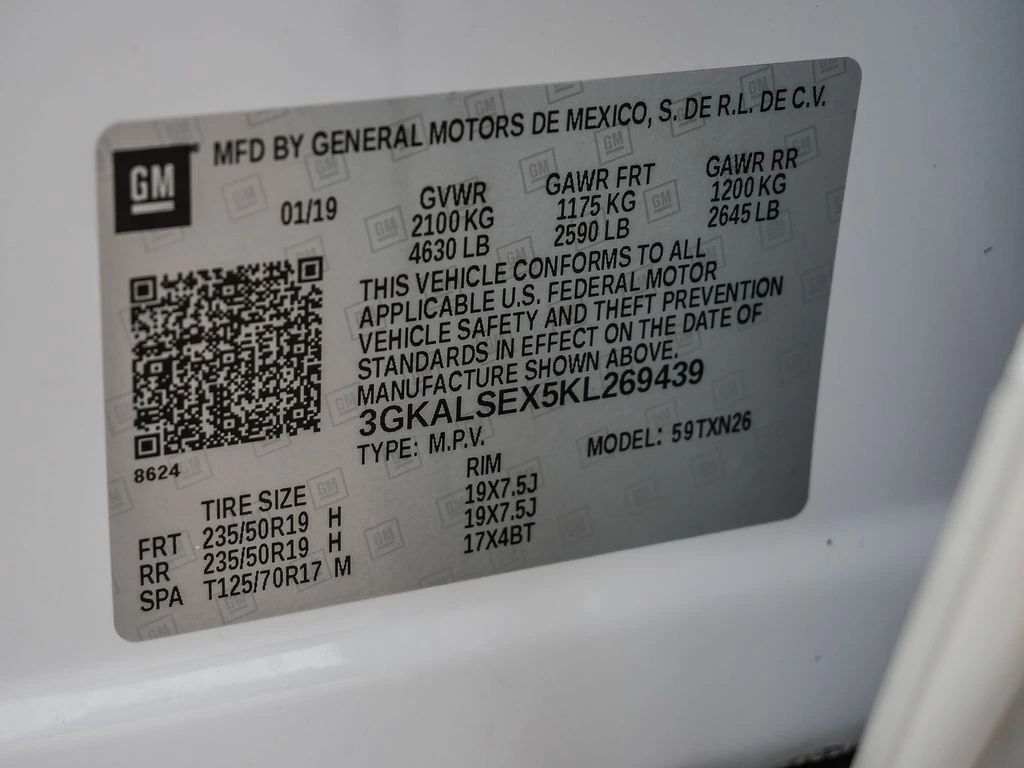 MFD BY GENERAL MOTORS DE MEXICO, S. DE R.L. DE C.V.
GM
01/19 GVWR GAWR FRT GAWR RR
2100 KG 1175 KG 1200 KG
4630 LB 2590 LB 2645 LB
THIS VEHICLE CONFORMS TO ALL
APPLICABLE U.S. FEDERAL MOTOR
VEHICLE SAFETY AND THEFT PREVENTION
STANDARDS IN EFFECT ON THE DATE OF
MANUFACTURE SHOWN ABOVE.
3GKALSEX5KL269439
TYPE: M.P.V. MODEL: 59TXN26
8624
TIRE SIZE RIM
FRT 235/50R19 H 19X7.5J
RR 235/50R19 H 19X7.5J
SPA T125/70R17 M 17X4BT